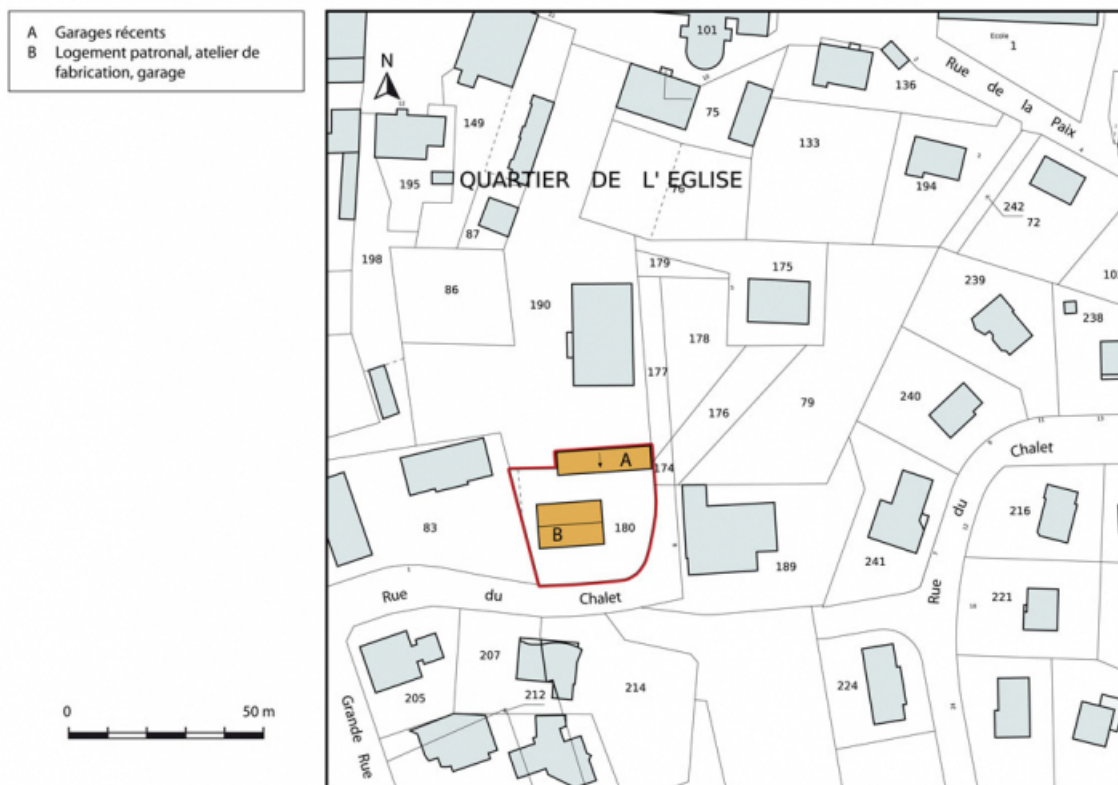 A Garages récents
B Logement patronal, atelier de
fabrication, garage
N
0 50 m
101
Ecole
1
136
Rue de la Paix
75
149
133
195
QUARTIER DE L' EGLISE
76
194
242
72
87
198
179
175
86
239
190
238
178
177
176
79
240
A
174
Chalet
B
180
83
189
241
216
Rue du Chalet
Rue du
221
207
205
212
214
224
Grande Rue